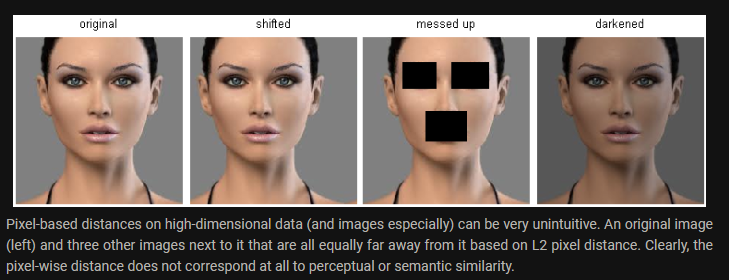 original shifted messed up darkened
Pixel-based distances on high-dimensional data (and images especially) can be very unintuitive. An original image
(left) and three other images next to it that are all equally far away from it based on L2 pixel distance. Clearly, the
pixel-wise distance does not correspond at all to perceptual or semantic similarity.